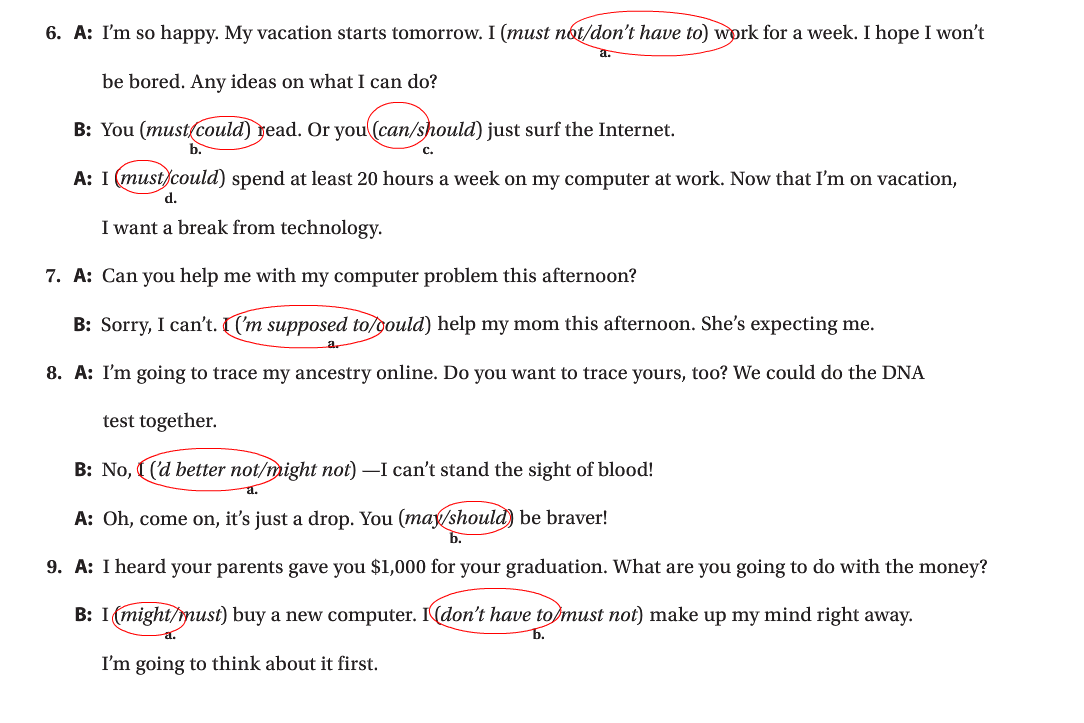 6. A: I’m so happy. My vacation starts tomorrow. I (must not/don’t have to) work for a week. I hope I won’t
a.
be bored. Any ideas on what I can do?
B: You (must/could) read. Or you (can/should) just surf the Internet.
b. c.
A: I (must/could) spend at least 20 hours a week on my computer at work. Now that I’m on vacation,
d.
I want a break from technology.
7. A: Can you help me with my computer problem this afternoon?
B: Sorry, I can’t. I (’m supposed to/could) help my mom this afternoon. She’s expecting me.
a.
8. A: I’m going to trace my ancestry online. Do you want to trace yours, too? We could do the DNA
test together.
B: No, I (’d better not/might not) —I can’t stand the sight of blood!
a.
A: Oh, come on, it’s just a drop. You (may/should) be braver!
b.
9. A: I heard your parents gave you $1,000 for your graduation. What are you going to do with the money?
B: I (might/must) buy a new computer. I (don’t have to/must not) make up my mind right away.
a. b.
I’m going to think about it first.